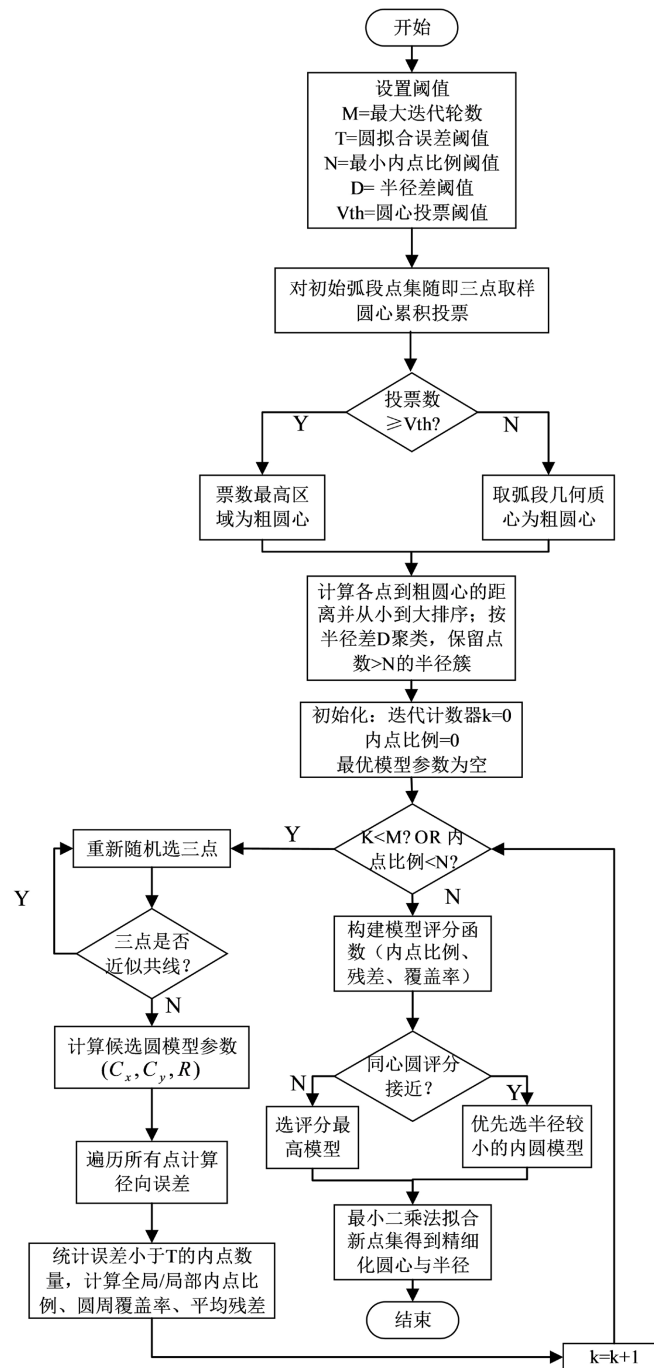 开始
设置阈值
M=最大迭代轮数
T=圆拟合误差阈值
N=最小内点比例阈值
D= 半径差阈值
Vth=圆心投票阈值
对初始弧段点集随即三点取样
圆心累积投票
投票数
≥Vth?
Y
N
票数最高区
域为粗圆心
取弧段几何质
心为粗圆心
计算各点到粗圆心的距
离并从小到大排序；按
半径差D聚类，保留点
数>N的半径簇
初始化：迭代计数器k=0
内点比例=0
最优模型参数为空
K<M? OR 内
点比例<N?
Y
N
重新随机选三点
Y
三点是否
近似共线？
N
计算候选圆模型参数
(Cx, Cy, R)
遍历所有点计算
径向误差
统计误差小于T的内点数
量，计算全局/局部内点比
例、圆周覆盖率、平均残差
k=k+1
构建模型评分函
数（内点比例、
残差、覆盖率）
同心圆评分
接近？
N
Y
选评分最
高模型
优先选半径较
小的内圆模型
最小二乘法拟合
新点集得到精细
化圆心与半径
结束